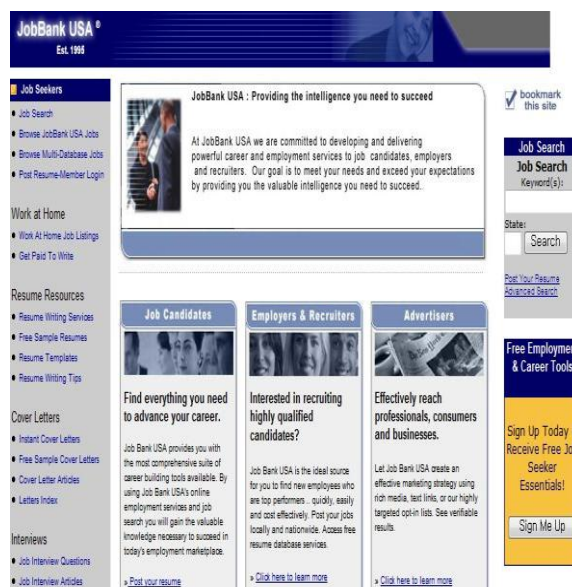 JobBank USA ®
Est. 1995
Job Seekers
Job Search
Browse JobBank USA Jobs
Browse Multi-Database Jobs
Post Resume-Member Login
Work at Home
Work At Home Job Listings
Get Paid To Write
Resume Resources
Resume Writing Services
Free Sample Resumes
Resume Templates
Resume Writing Tips
Cover Letters
Instant Cover Letters
Free Sample Cover Letters
Cover Letter Articles
Letters Index
Interviews
Job Interview Questions
Job Interview Articles
JobBank USA : Providing the intelligence you need to succeed
At JobBank USA we are committed to developing and delivering
powerful career and employment services to job candidates, employers
and recruiters. Our goal is to meet your needs and exceed your expectations
by providing you the valuable intelligence you need to succeed.
Job Candidates
Find everything you need
to advance your career.
Job Bank USA provides you with
the most comprehensive suite of
career building tools available. By
using Job Bank USA's online
employment services and job
search you will gain the valuable
knowledge necessary to succeed in
today's employment marketplace.
» Post your resume
Employers & Recruiters
Interested in recruiting
highly qualified
candidates?
Job Bank USA is the ideal source
for you to find new employees who
are top performers .. quickly, easily
and cost effectively. Post your jobs
locally and nationwide. Access free
resume database services.
» Click here to learn more
Advertisers
Effectively reach
professionals, consumers
and businesses.
Let Job Bank USA create an
effective marketing strategy using
rich media, text links, or our highly
targeted opt-in lists. See verifiable
results.
» Click here to learn more
bookmark
this site
Job Search
Job Search
Keyword(s):
State:
Search
Post Your Resume
Advanced Search
Free Employmen
& Career Tools
Sign Up Today
Receive Free Jo
Seeker
Essentials!
Sign Me Up